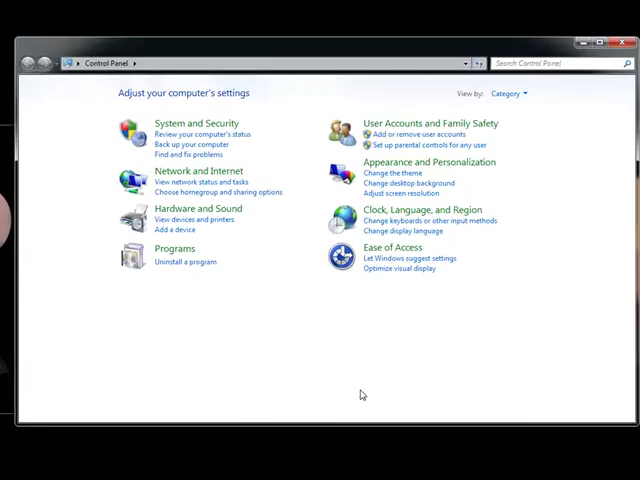 Control Panel
Search Control Panel
Adjust your computer's settings
View by: Category
System and Security
Review your computer's status
Back up your computer
Find and fix problems
Network and Internet
View network status and tasks
Choose homegroup and sharing options
Hardware and Sound
View devices and printers
Add a device
Programs
Uninstall a program
User Accounts and Family Safety
Add or remove user accounts
Set up parental controls for any user
Appearance and Personalization
Change the theme
Change desktop background
Adjust screen resolution
Clock, Language, and Region
Change keyboards or other input methods
Change display language
Ease of Access
Let Windows suggest settings
Optimize visual display